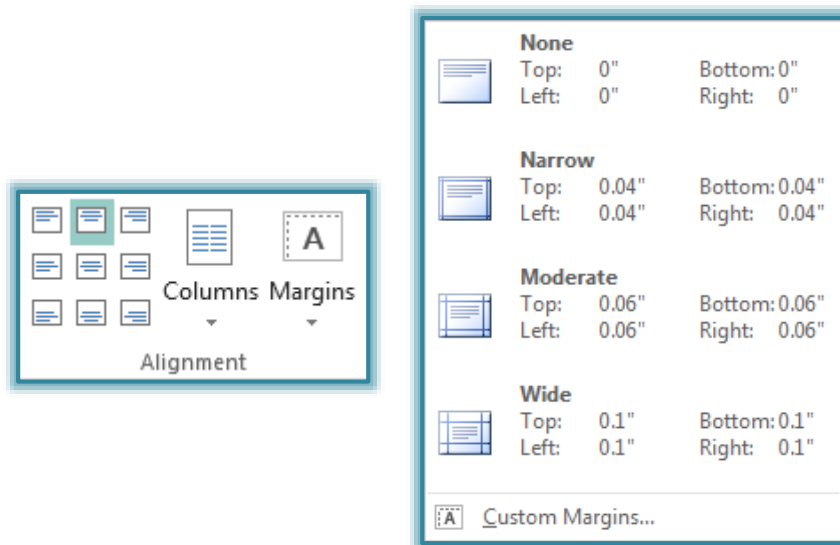 Columns Margins
A
Alignment
None
Top: 0" Bottom: 0"
Left: 0" Right: 0"
Narrow
Top: 0.04" Bottom: 0.04"
Left: 0.04" Right: 0.04"
Moderate
Top: 0.06" Bottom: 0.06"
Left: 0.06" Right: 0.06"
Wide
Top: 0.1" Bottom: 0.1"
Left: 0.1" Right: 0.1"
A Custom Margins...